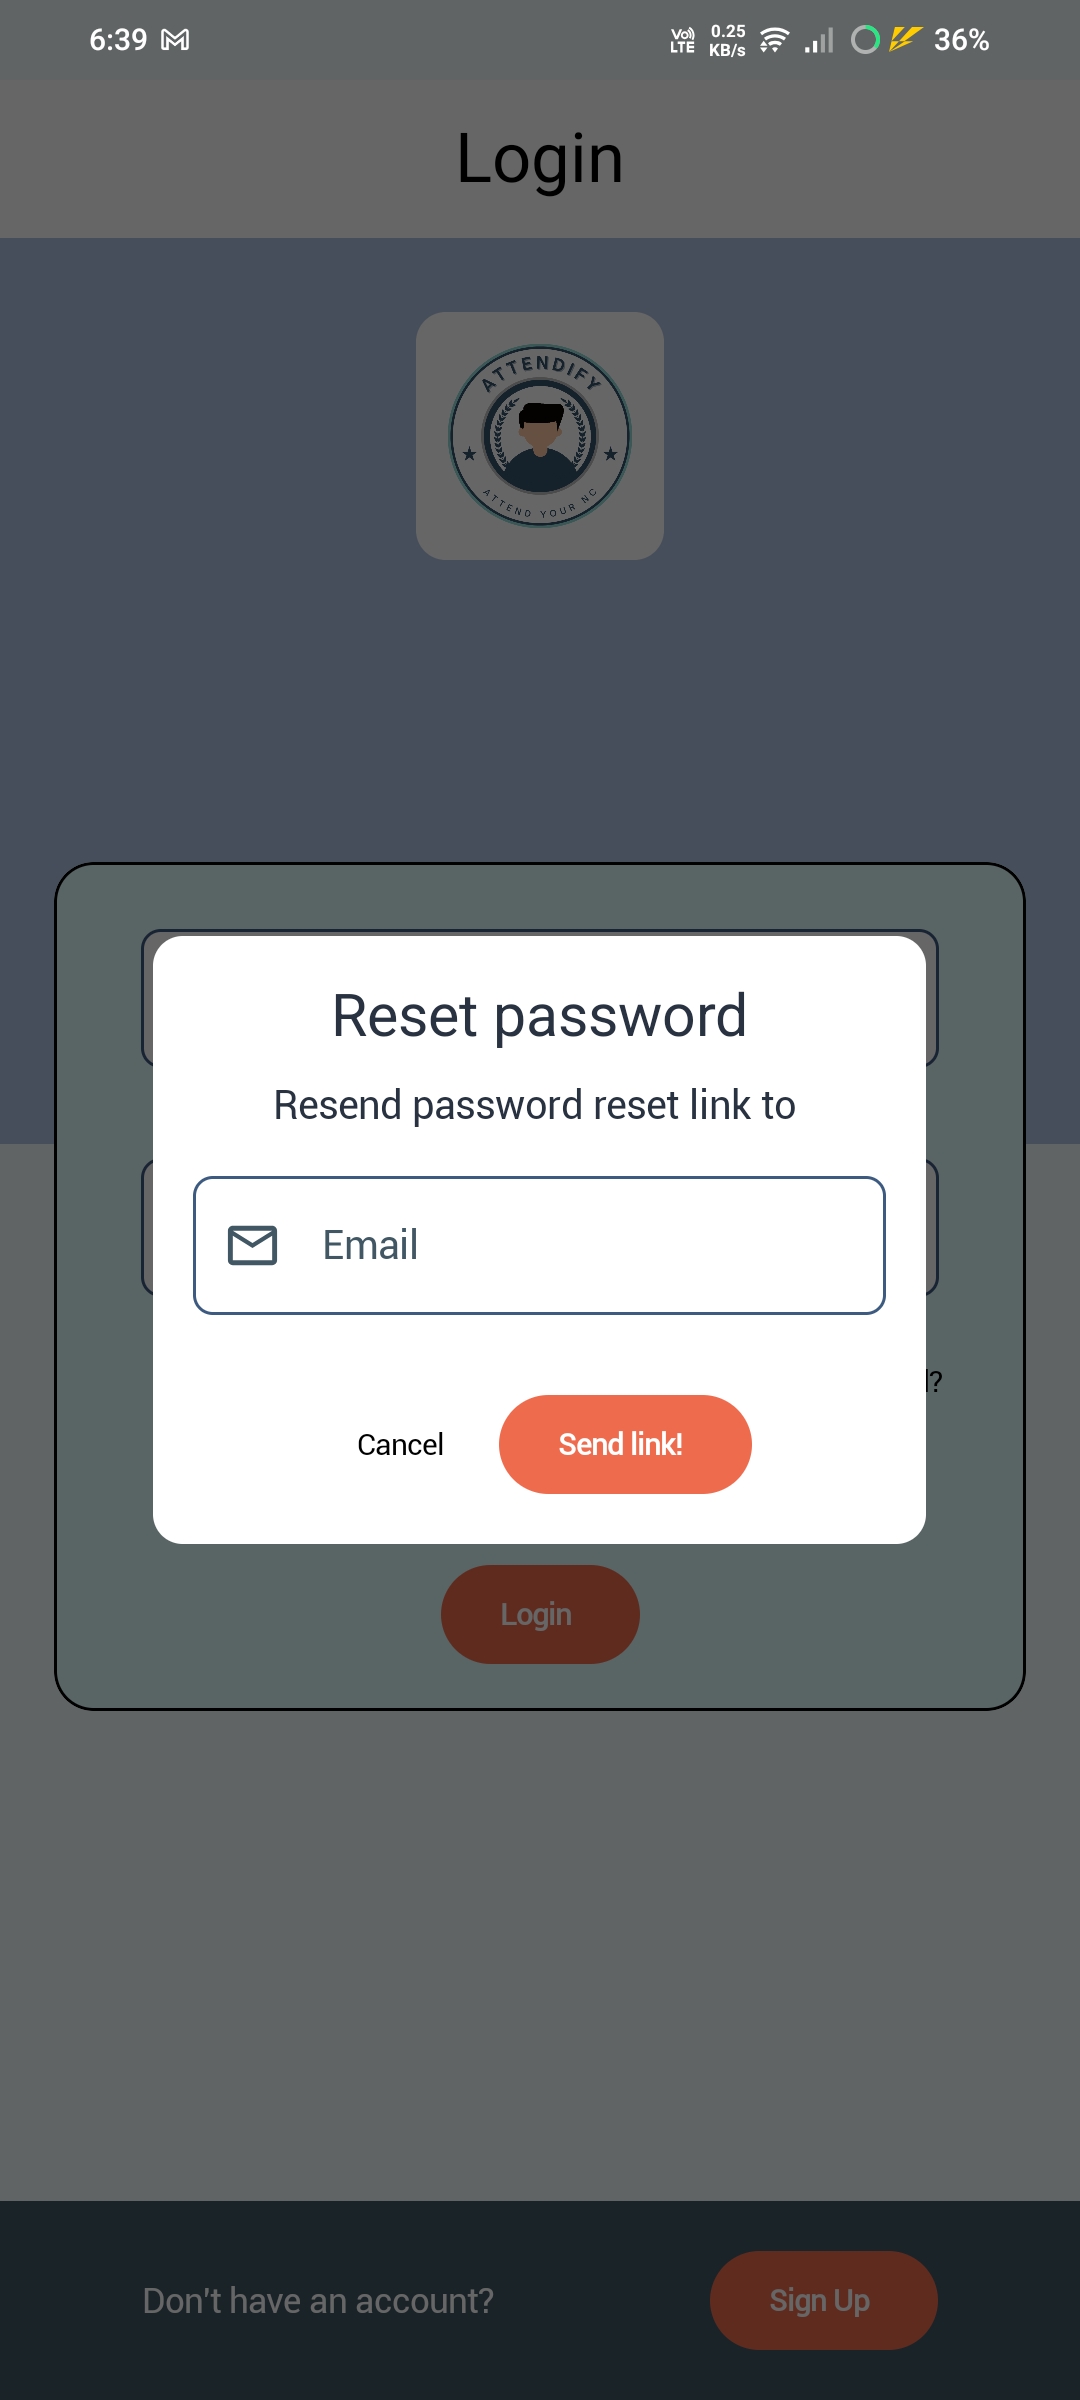 6:39
Vo) LTE
0.25 KB/s
36%
Login
ATTENDIFY
ATTEND YOUR NC
Reset password
Resend password reset link to
Email
d?
Cancel
Send link!
Login
Don't have an account?
Sign Up